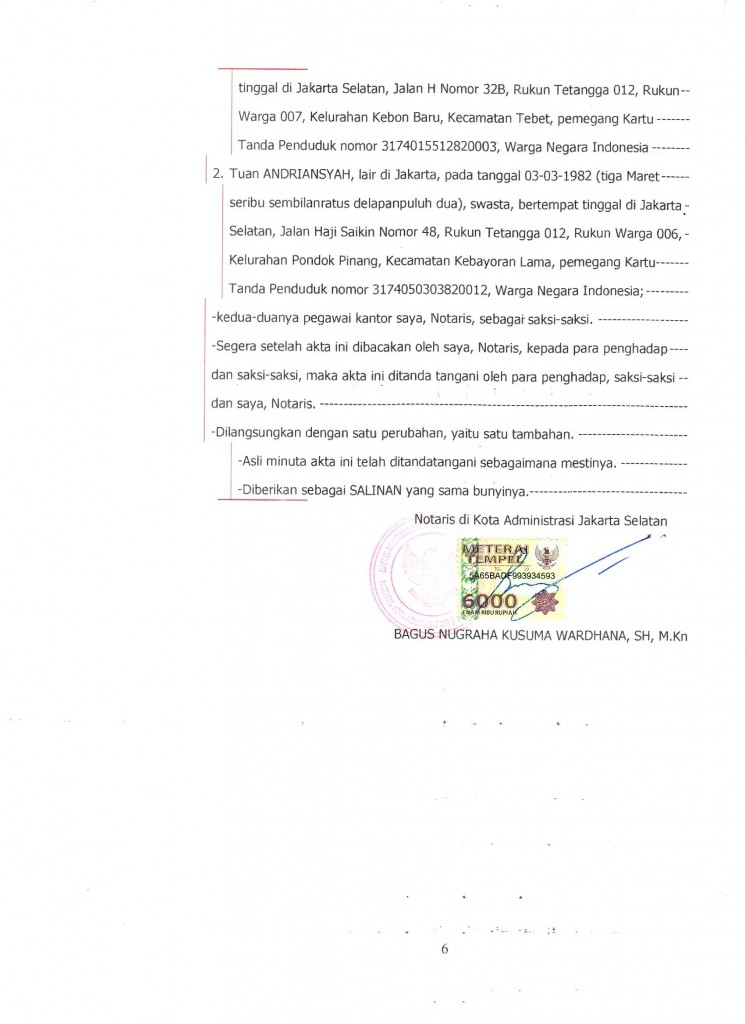 tinggal di Jakarta Selatan, Jalan H Nomor 32B, Rukun Tetangga 012, Rukun--
Warga 007, Kelurahan Kebon Baru, Kecamatan Tebet, pemegang Kartu -------
Tanda Penduduk nomor 3174015512820003, Warga Negara Indonesia --------
2. Tuan ANDRIANSYAH, lair di Jakarta, pada tanggal 03-03-1982 (tiga Maret------
seribu sembilanratus delapanpuluh dua), swasta, bertempat tinggal di Jakarta -
Selatan, Jalan Haji Saikin Nomor 48, Rukun Tetangga 012, Rukun Warga 006, -
Kelurahan Pondok Pinang, Kecamatan Kebayoran Lama, pemegang Kartu-------
Tanda Penduduk nomor 3174050303820012, Warga Negara Indonesia;---------
-kedua-duanya pegawai kantor saya, Notaris, sebagai saksi-saksi. -------------------
-Segera setelah akta ini dibacakan oleh saya, Notaris, kepada para penghadap----
dan saksi-saksi, maka akta ini ditanda tangani oleh para penghadap, saksi-saksi --
dan saya, Notaris. -----------------------------------------------------------------------------
-Dilangsungkan dengan satu perubahan, yaitu satu tambahan. -----------------------
-Asli minuta akta ini telah ditandatangani sebagaimana mestinya. --------------
-Diberikan sebagai SALINAN yang sama bunyinya.----------------------------------
Notaris di Kota Administrasi Jakarta Selatan
METERAI
TEMPEL
5A65BADF993934593
6000
ENAM RIBU RUPIAH
BAGUS NUGRAHA KUSUMA WARDHANA, SH, M.Kn
6